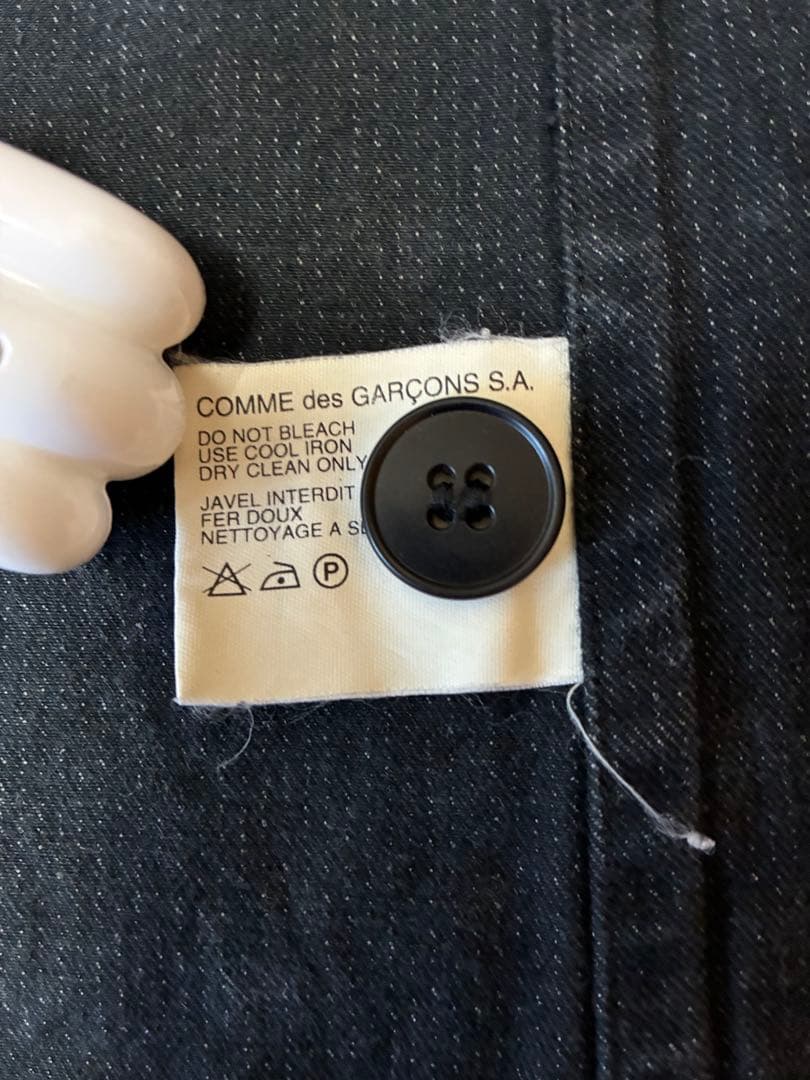 COMME des GARÇONS S.A.
DO NOT BLEACH
USE COOL IRON
DRY CLEAN ONLY
JAVEL INTERDIT
FER DOUX
NETTOYAGE A
P